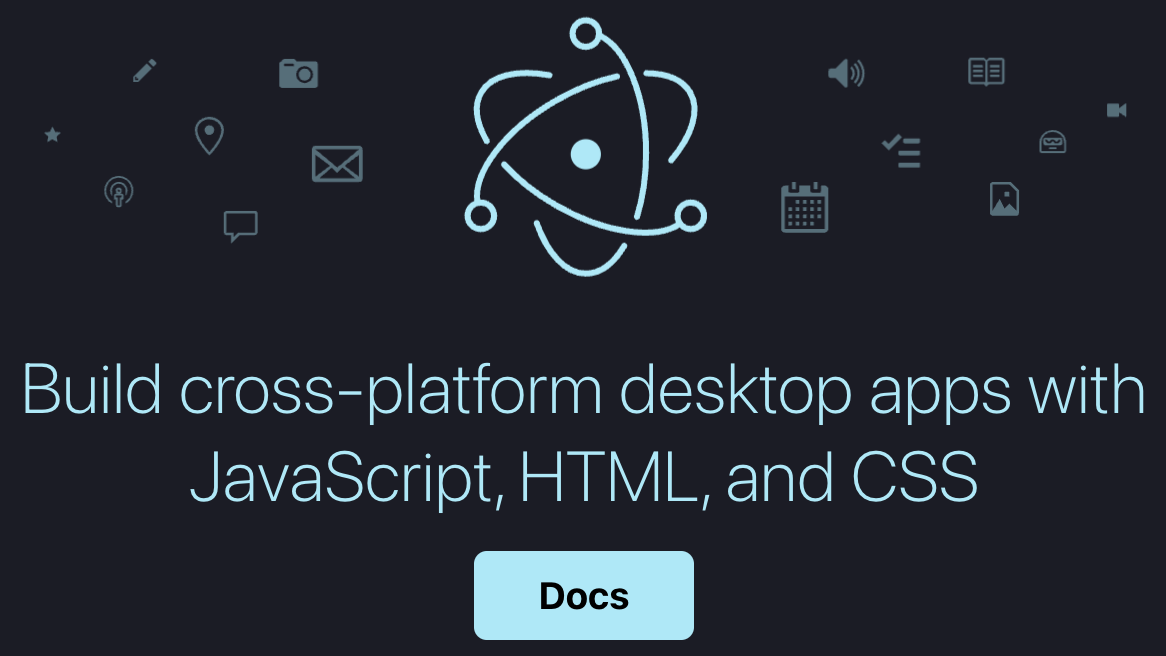 Build cross-platform desktop apps with
JavaScript, HTML, and CSS
Docs